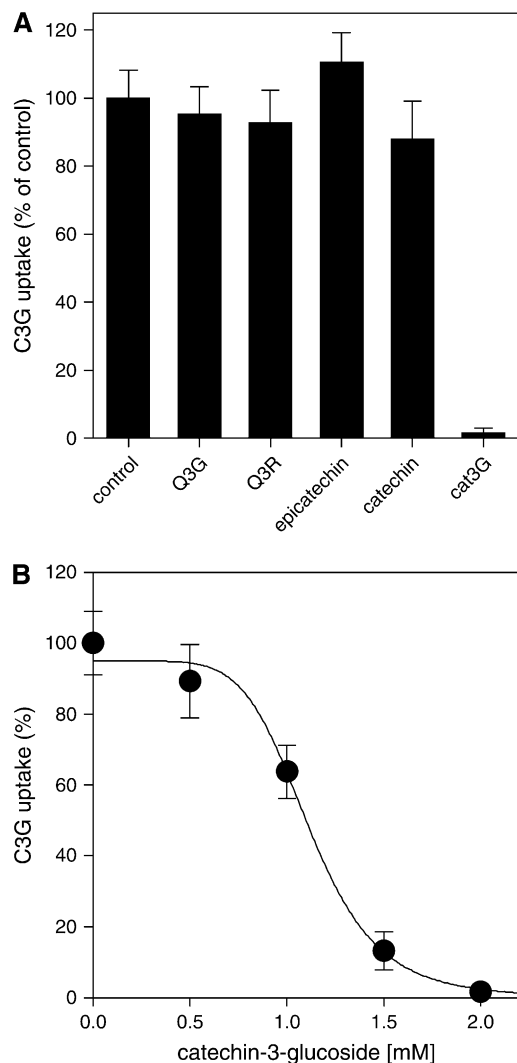 A
C3G uptake (% of control)
120
100
80
60
40
20
0
control
Q3G
Q3R
epicatechin
catechin
cat3G
B
C3G uptake (%)
120
100
80
60
40
20
0
0.0 0.5 1.0 1.5 2.0
catechin-3-glucoside [mM]